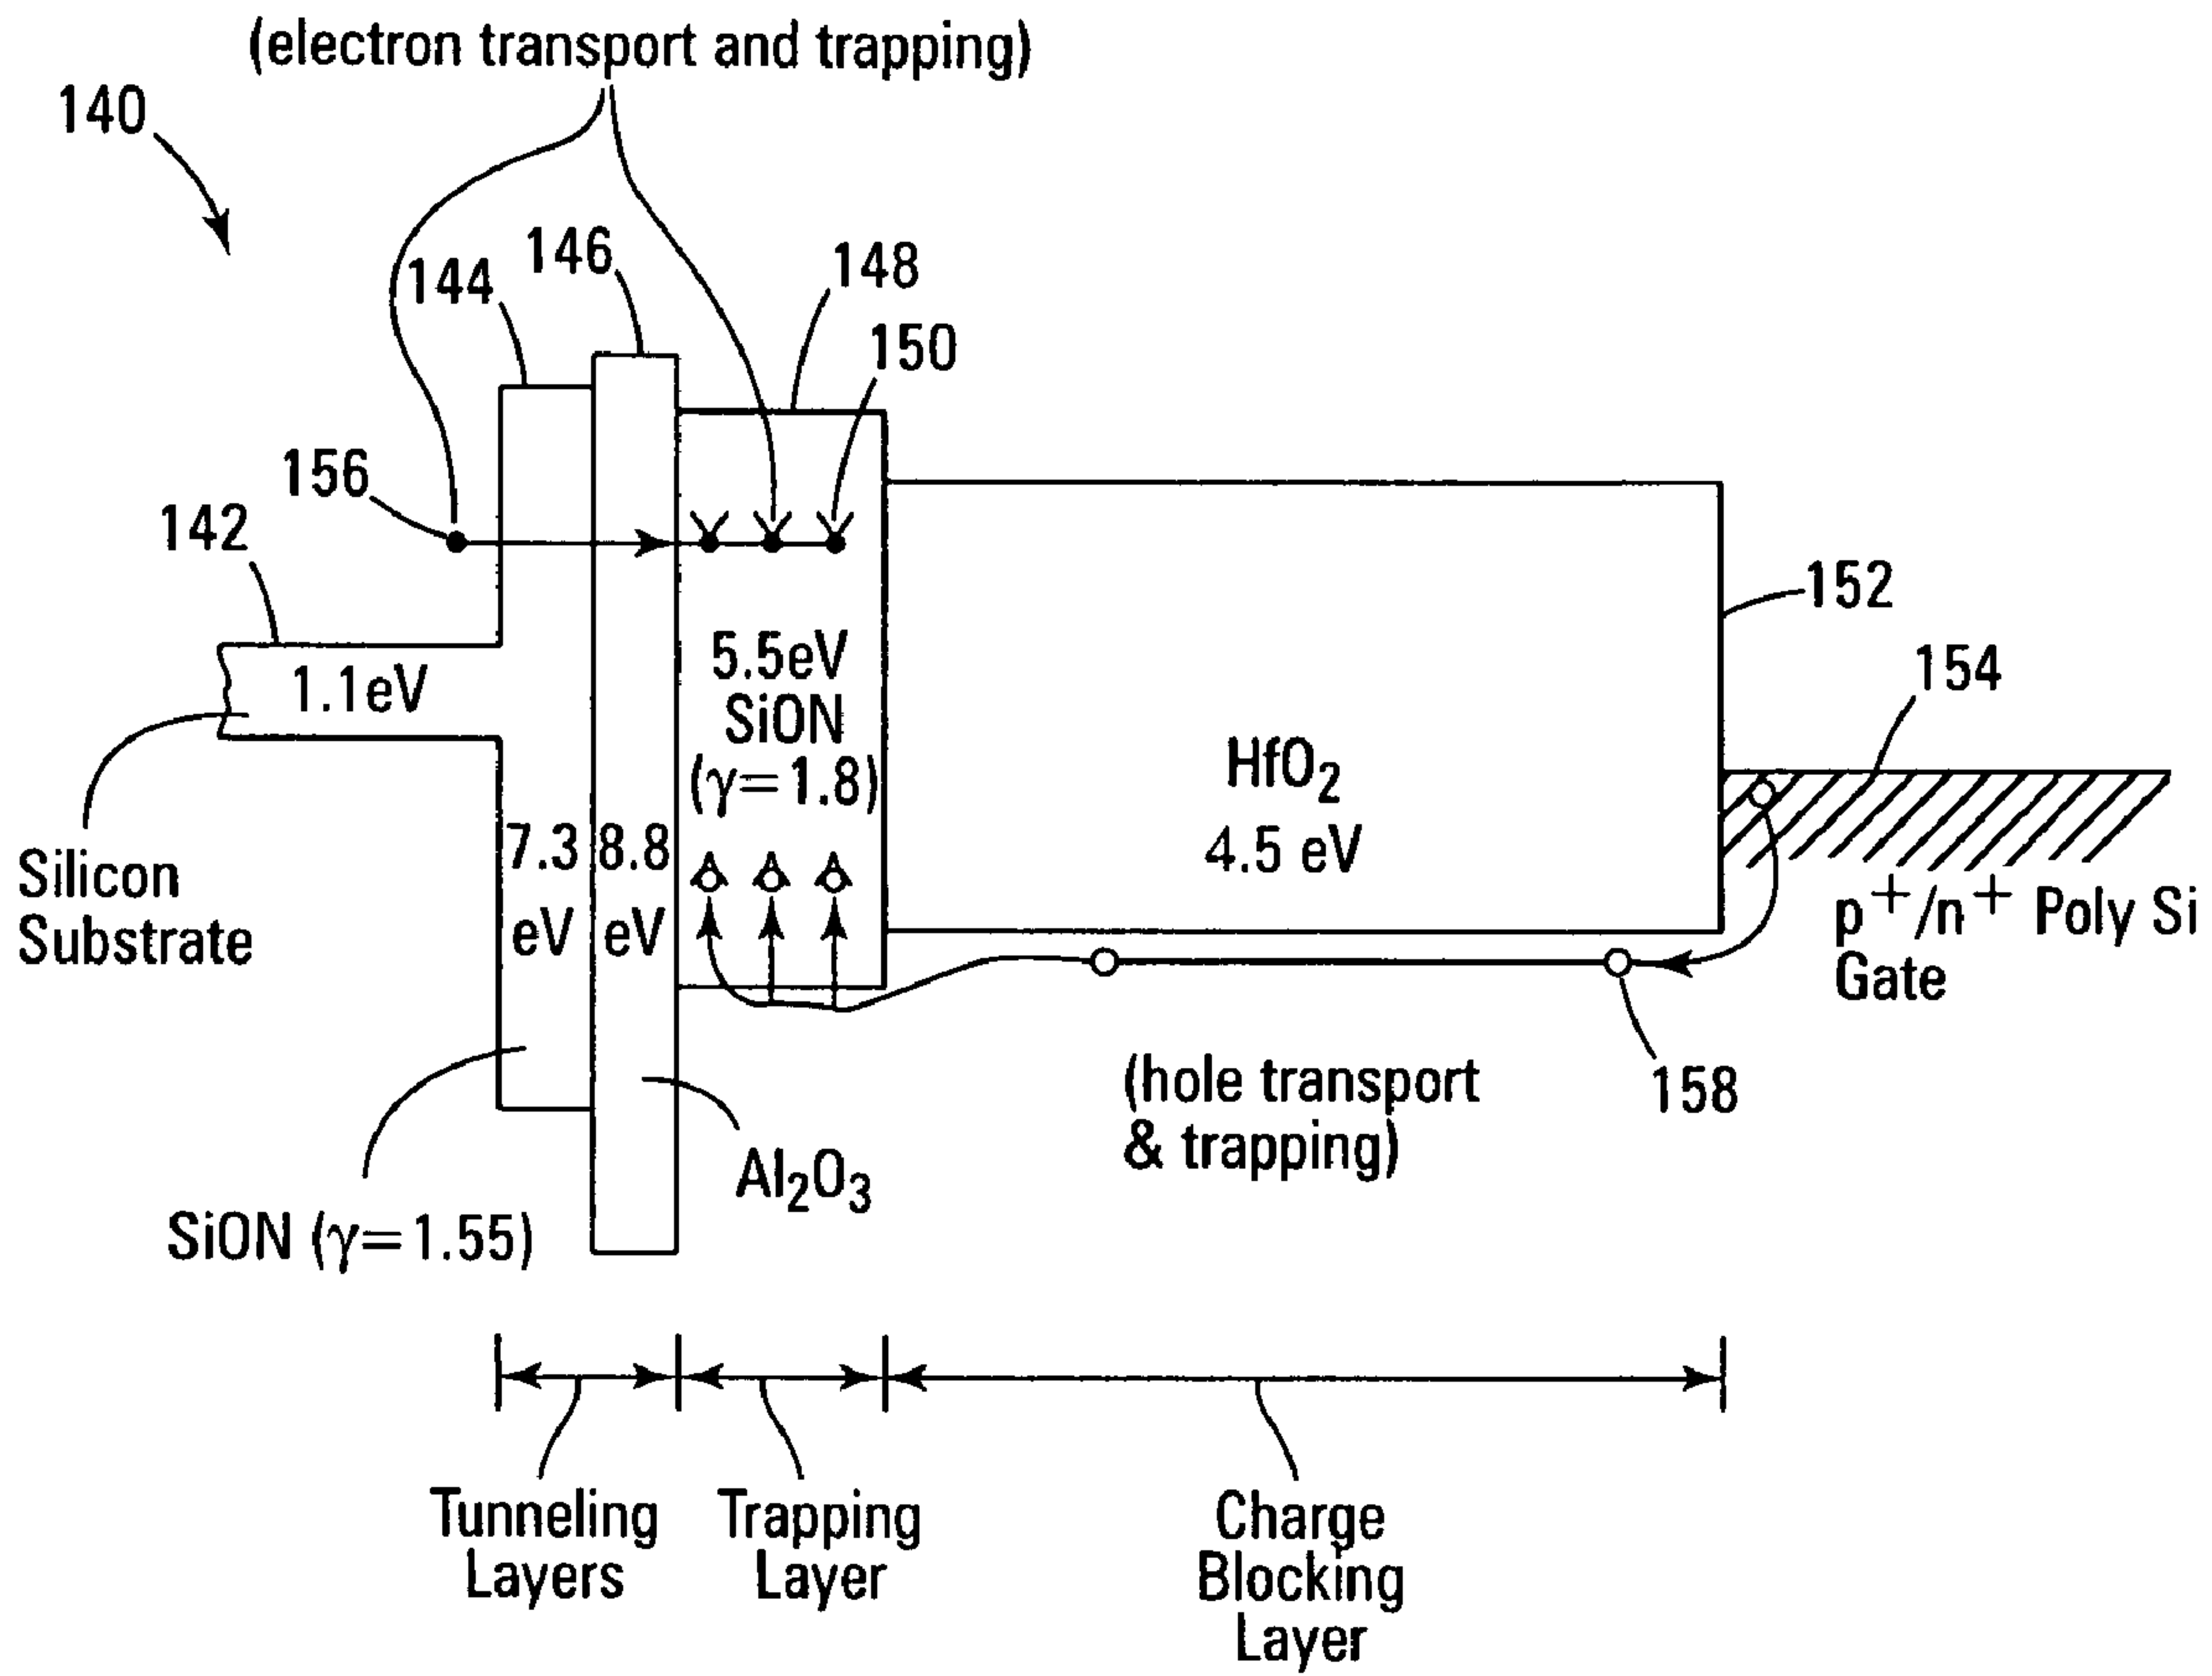 (electron transport and trapping)
140
146
148
144
150
156
142
152
5.5eV
154
1.1eV
SiON
(γ=1.8)
HfO₂
7.3
8.8
4.5 eV
Silicon
Substrate
eV
eV
p⁺/n⁺ Poly Si
Gate
(hole transport
& trapping)
158
Al₂O₃
SiON (γ=1.55)
Tunneling
Layers
Trapping
Layer
Charge
Blocking
Layer